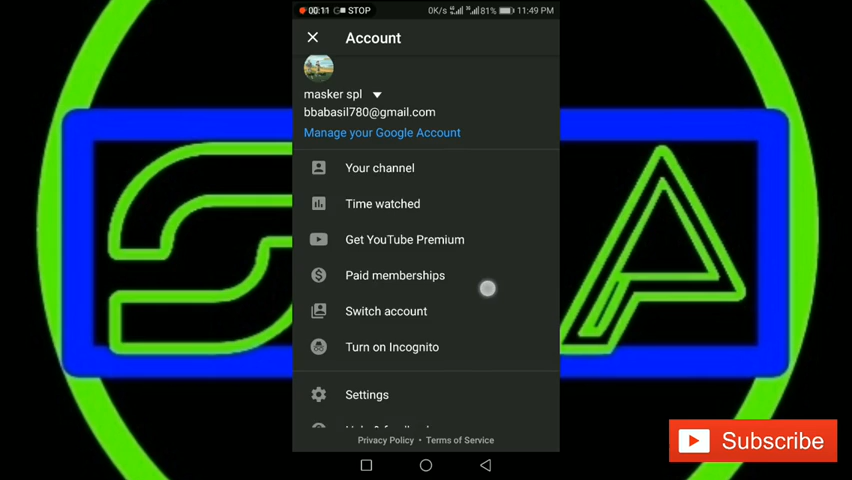 00:11 STOP 0K/s 81% 11:49 PM
Account
masker spl
bbabasil780@gmail.com
Manage your Google Account
Your channel
Time watched
Get YouTube Premium
Paid memberships
Switch account
Turn on Incognito
Settings
Privacy Policy • Terms of Service
Subscribe